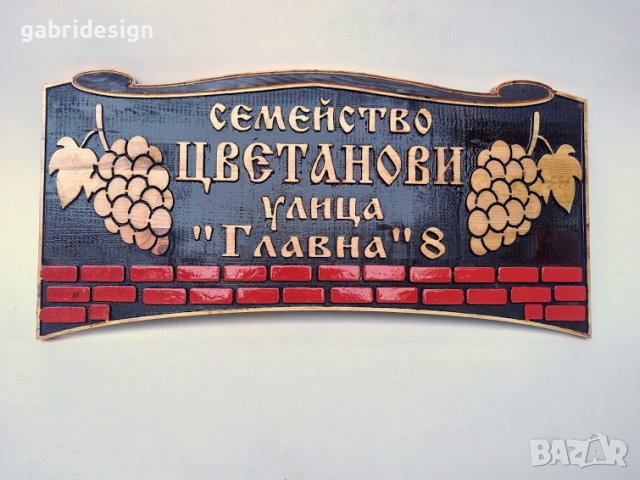 gabridesign
СЕМЕЙСТВО
ЦВЕТАНОВИ
УЛИЦА
"ГЛАВНА" 8
BAZAR